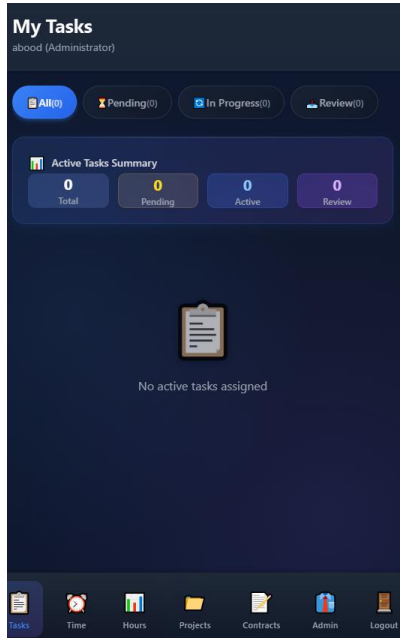 My Tasks
abood (Administrator)
All(0) Pending(0) In Progress(0) Review(0)
Active Tasks Summary
0 0 0 0
Total Pending Active Review
No active tasks assigned
Tasks Time Hours Projects Contracts Admin Logout